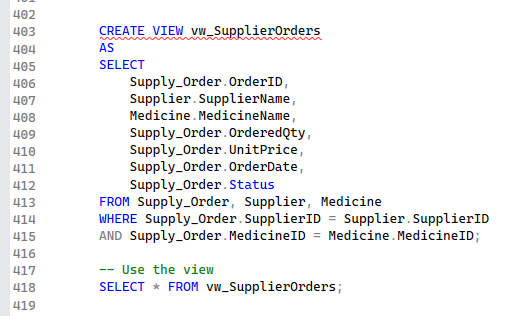 402
403 CREATE VIEW vw_SupplierOrders
404 AS
405 SELECT
406 Supply_Order.OrderID,
407 Supplier.SupplierName,
408 Medicine.MedicineName,
409 Supply_Order.OrderedQty,
410 Supply_Order.UnitPrice,
411 Supply_Order.OrderDate,
412 Supply_Order.Status
413 FROM Supply_Order, Supplier, Medicine
414 WHERE Supply_Order.SupplierID = Supplier.SupplierID
415 AND Supply_Order.MedicineID = Medicine.MedicineID;
416
417 -- Use the view
418 SELECT * FROM vw_SupplierOrders;
419